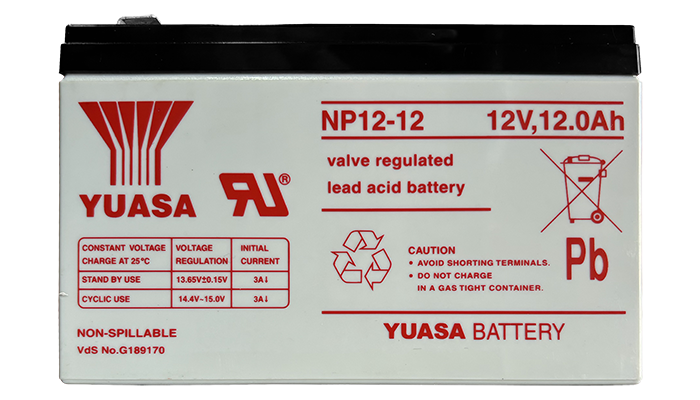 YUASA
®
NP12-12 12V,12.0Ah
valve regulated
lead acid battery
CONSTANT VOLTAGE CHARGE AT 25°C VOLTAGE REGULATION INITIAL CURRENT
STAND BY USE 13.65V±0.15V 3A↓
CYCLIC USE 14.4V~15.0V 3A↓
NON-SPILLABLE
VdS No.G189170
CAUTION
• AVOID SHORTING TERMINALS.
• DO NOT CHARGE
IN A GAS TIGHT CONTAINER.
Pb
YUASA BATTERY